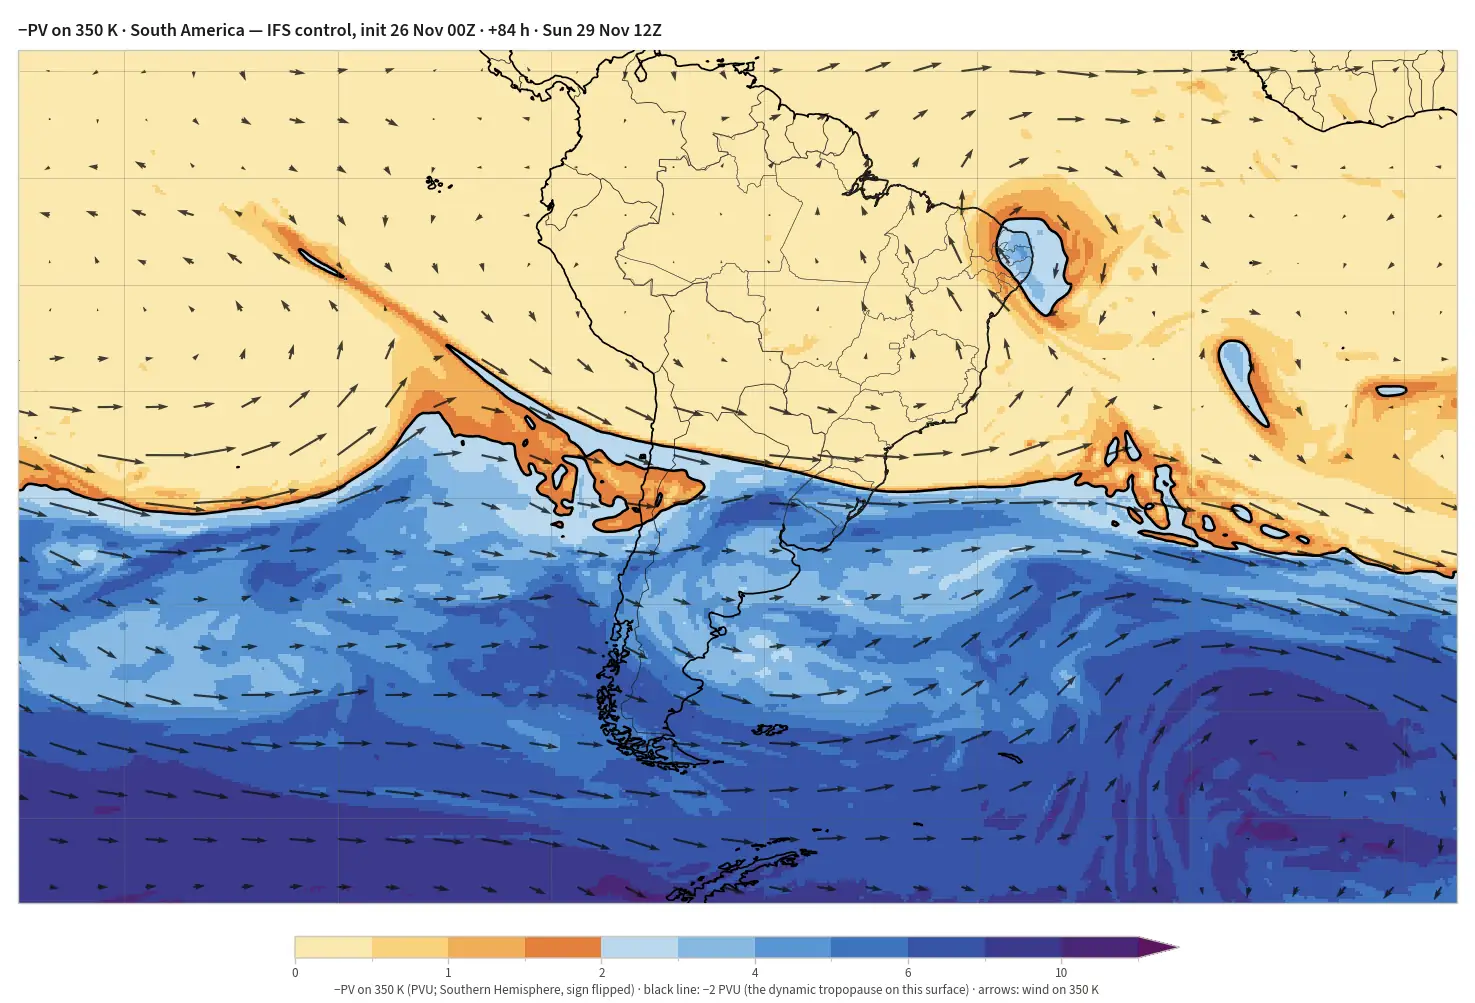 −PV on 350 K · South America — IFS control, init 26 Nov 00Z · +84 h · Sun 29 Nov 12Z
0 1 2 4 6 10
−PV on 350 K (PVU; Southern Hemisphere, sign flipped) · black line: −2 PVU (the dynamic tropopause on this surface) · arrows: wind on 350 K